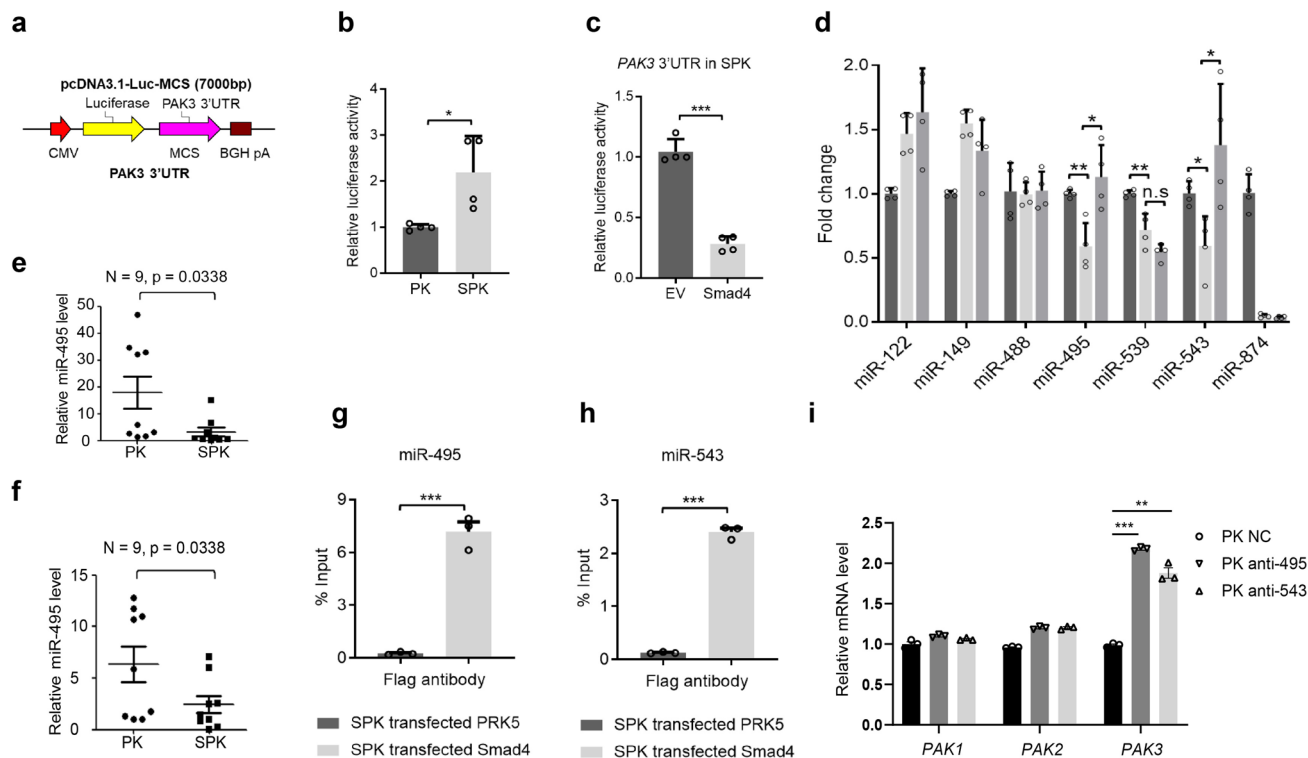 a
pcDNA3.1-Luc-MCS (7000bp)
Luciferase PAK3 3'UTR
CMV MCS BGH pA
PAK3 3'UTR
b
Relative luciferase activity
4
3
2
1
0
*
PK SPK
c
PAK3 3'UTR in SPK
Relative luciferase activity
1.5
1.0
0.5
0.0
***
EV Smad4
d
Fold change
2.0
1.5
1.0
0.5
0.0
** * ** n.s * *
miR-122 miR-149 miR-488 miR-495 miR-539 miR-543 miR-874
e
N = 9, p = 0.0338
Relative miR-495 level
50
40
30
20
10
0
PK SPK
f
N = 9, p = 0.0338
Relative miR-495 level
15
10
5
0
PK SPK
g
miR-495
% Input
9
6
3
0
***
Flag antibody
SPK transfected PRK5
SPK transfected Smad4
h
miR-543
% Input
3
2
1
0
***
Flag antibody
SPK transfected PRK5
SPK transfected Smad4
i
Relative mRNA level
2.5
2.0
1.5
1.0
0.5
0.0
**
***
PAK1 PAK2 PAK3
PK NC
PK anti-495
PK anti-543